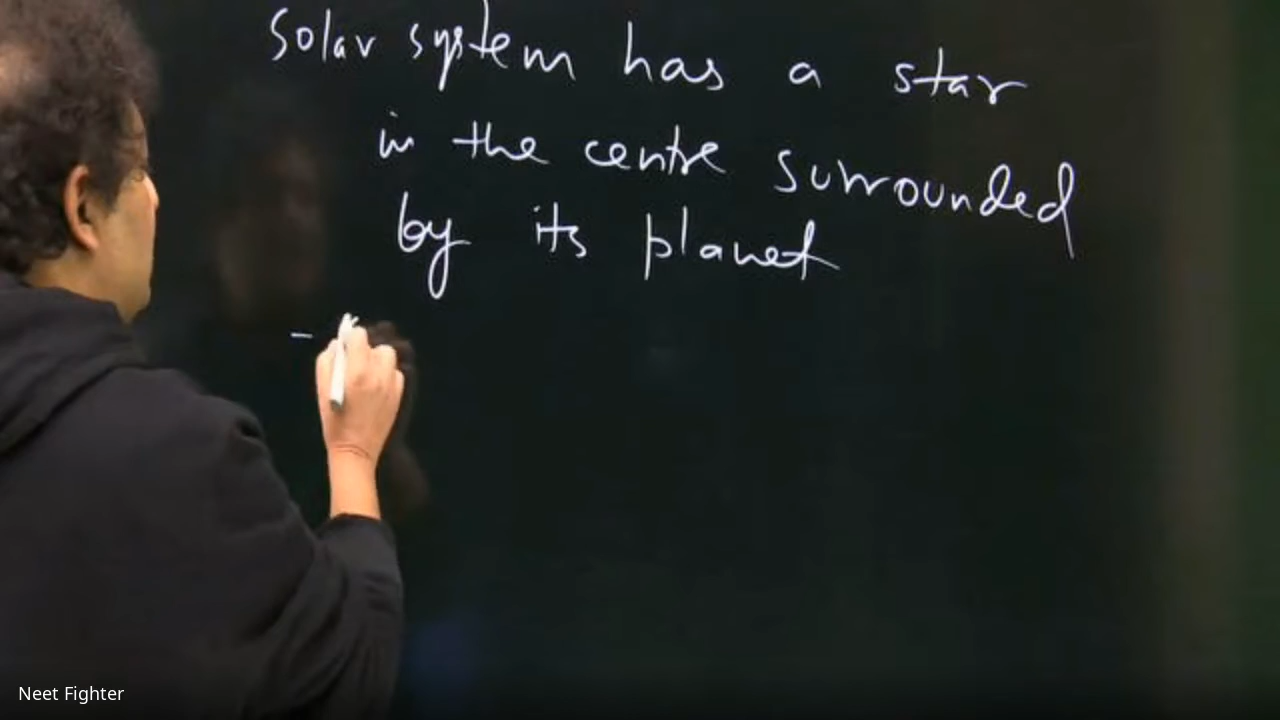 Solar system has a star
in the centre surrounded
by its planet
-
Neet Fighter